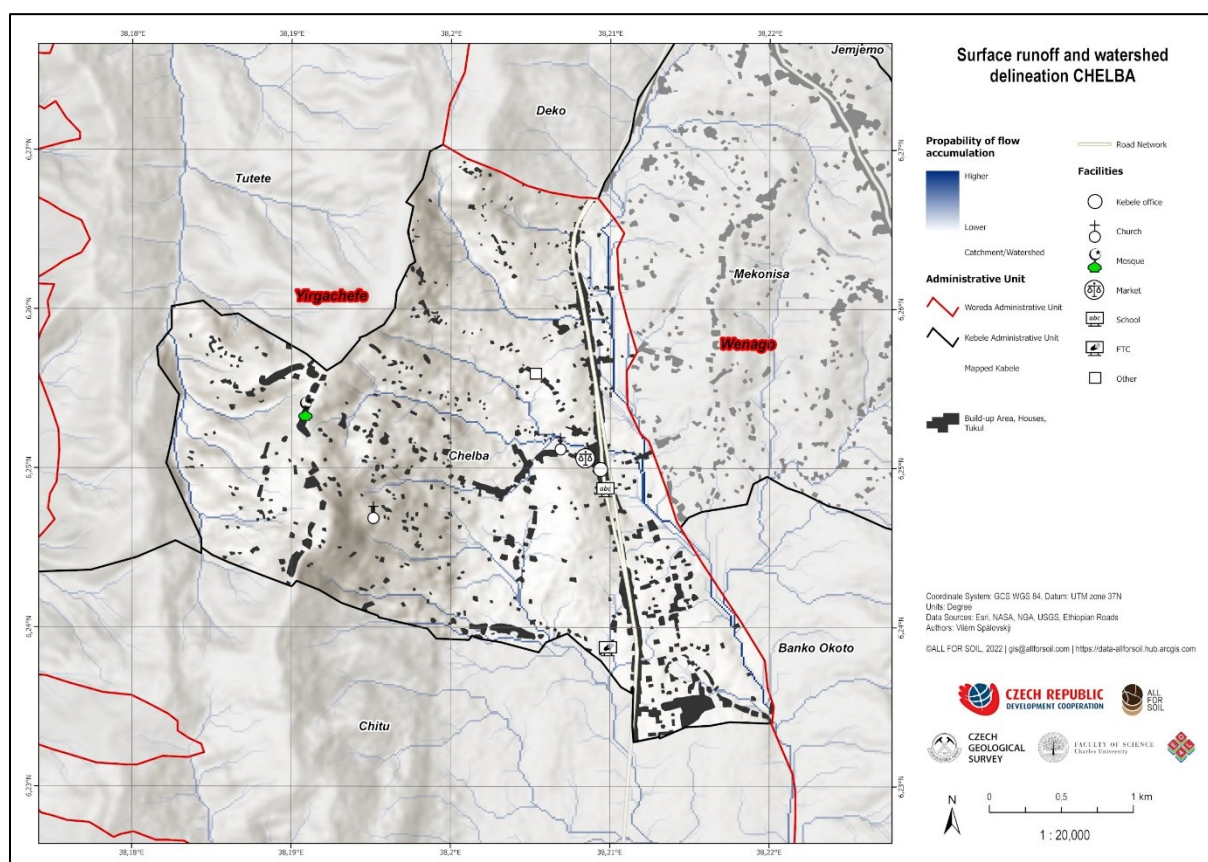 Surface runoff and watershed
delineation CHELBA
Propability of flow
accumulation
Higher
Lower
Catchment/Watershed
Administrative Unit
Woreda Administrative Unit
Kebele Administrative Unit
Mapped Kabele
Build-up Area, Houses,
Tukul
Road Network
Facilities
Kebele office
Church
Mosque
Market
abc
School
FTC
Other
38,18°E
38,19°E
38,2°E
38,21°E
38,22°E
6,27°N
6,26°N
6,25°N
6,24°N
6,23°N
Jemjemo
Deko
Tutete
Mekonisa
Yirgachefe
Wenago
Chelba
abc
Banko Okoto
Chitu
6,27°N
6,26°N
6,25°N
6,24°N
6,23°N
38,18°E
38,19°E
38,2°E
38,21°E
38,22°E
Coordinate System: GCS WGS 84, Datum: UTM zone 37N
Units: Degree
Data Sources: Esri, NASA, NGA, USGS, Ethiopian Roads
Authors: Vilém Spálovský
©ALL FOR SOIL, 2022 | gis@allforsoil.com | https://data-allforsoil.hub.arcgis.com
CZECH REPUBLIC
DEVELOPMENT COOPERATION
ALL
FOR
SOIL
CZECH
GEOLOGICAL
SURVEY
FACULTY OF SCIENCE
Charles University
N
0 0,5 1 km
1 : 20,000